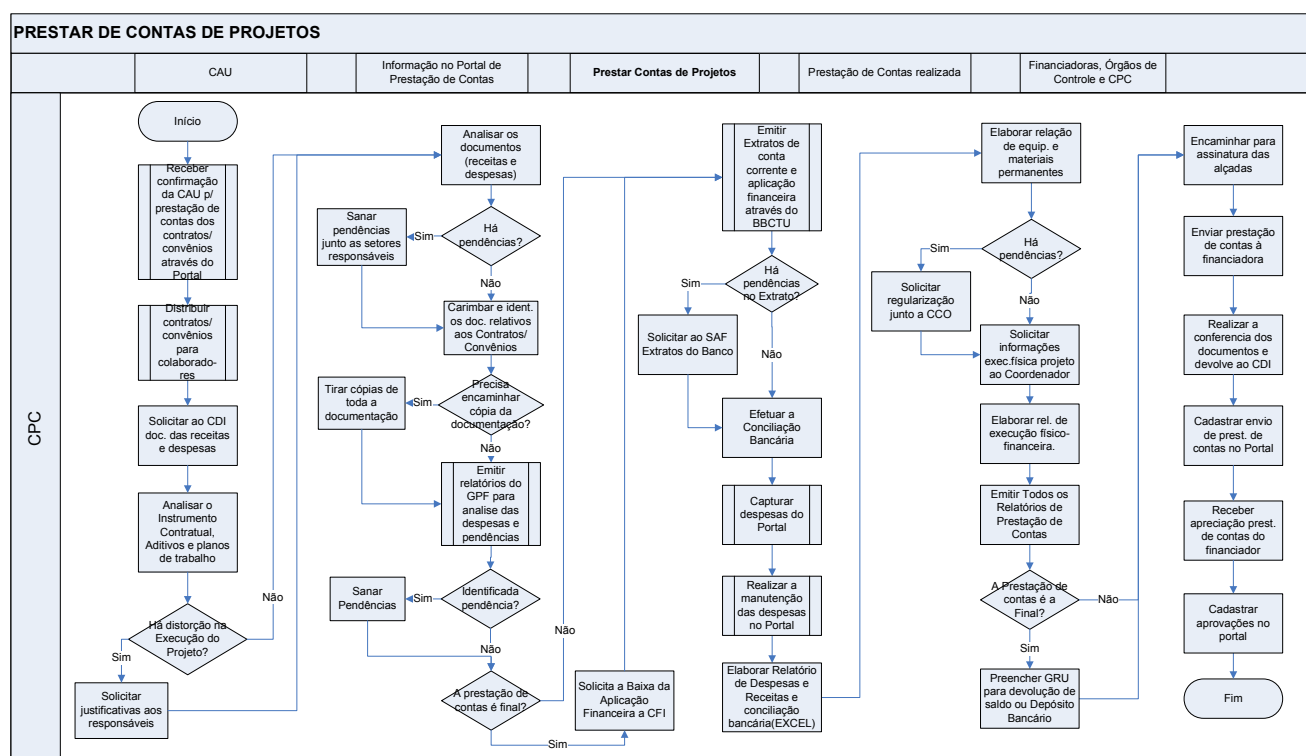 PRESTAR DE CONTAS DE PROJETOS
CAU
Informação no Portal de
Prestação de Contas
Prestar Contas de Projetos
Prestação de Contas realizada
Financiadoras, Órgãos de
Controle e CPC
CPC
Início
Receber
confirmação
da CAU p/
prestação de
contas dos
contratos/
convênios
através do
Portal
Distribuir
contratos/
convênios
para
colaborado-
res
Solicitar ao CDI
doc. das receitas
e despesas
Analisar o
Instrumento
Contratual,
Aditivos e planos
de trabalho
Há distorção na
Execução do
Projeto?
Não
Sim
Solicitar
justificativas aos
responsáveis
Analisar os
documentos
(receitas e
despesas)
Há
pendências?
Sim
Sanar
pendências
junto as setores
responsáveis
Não
Carimbar e ident.
os doc. relativos
aos Contratos/
Convênios
Precisa
encaminhar
cópia da
documentação?
Sim
Tirar cópias de
toda a
documentação
Não
Emitir
relatórios do
GPF para
analise das
despesas e
pendências
Identificada
pendência?
Sim
Sanar
Pendências
Não
A prestação de
contas é final?
Não
Sim
Solicita a Baixa da
Aplicação
Financeira a CFI
Emitir
Extratos de
conta
corrente e
aplicação
financeira
através do
BBCTU
Há
pendências
no Extrato?
Sim
Solicitar ao SAF
Extratos do Banco
Não
Efetuar a
Conciliação
Bancária
Capturar
despesas do
Portal
Realizar a
manutenção
das despesas
no Portal
Elaborar Relatório
de Despesas e
Receitas e
conciliação
bancária(EXCEL)
Elaborar relação
de equip. e
materiais
permanentes
Há
pendências?
Sim
Solicitar
regularização
junto a CCO
Não
Solicitar
informações
exec.física projeto
ao Coordenador
Elaborar rel. de
execução físico-
financeira.
Emitir Todos os
Relatórios de
Prestação de
Contas
A Prestação de
contas é a
Final?
Não
Sim
Preencher GRU
para devolução de
saldo ou Depósito
Bancário
Encaminhar para
assinatura das
alçadas
Enviar prestação
de contas à
financiadora
Realizar a
conferencia dos
documentos e
devolve ao CDI
Cadastrar envio
de prest. de
contas no Portal
Receber
apreciação prest.
de contas do
financiador
Cadastrar
aprovações no
portal
Fim